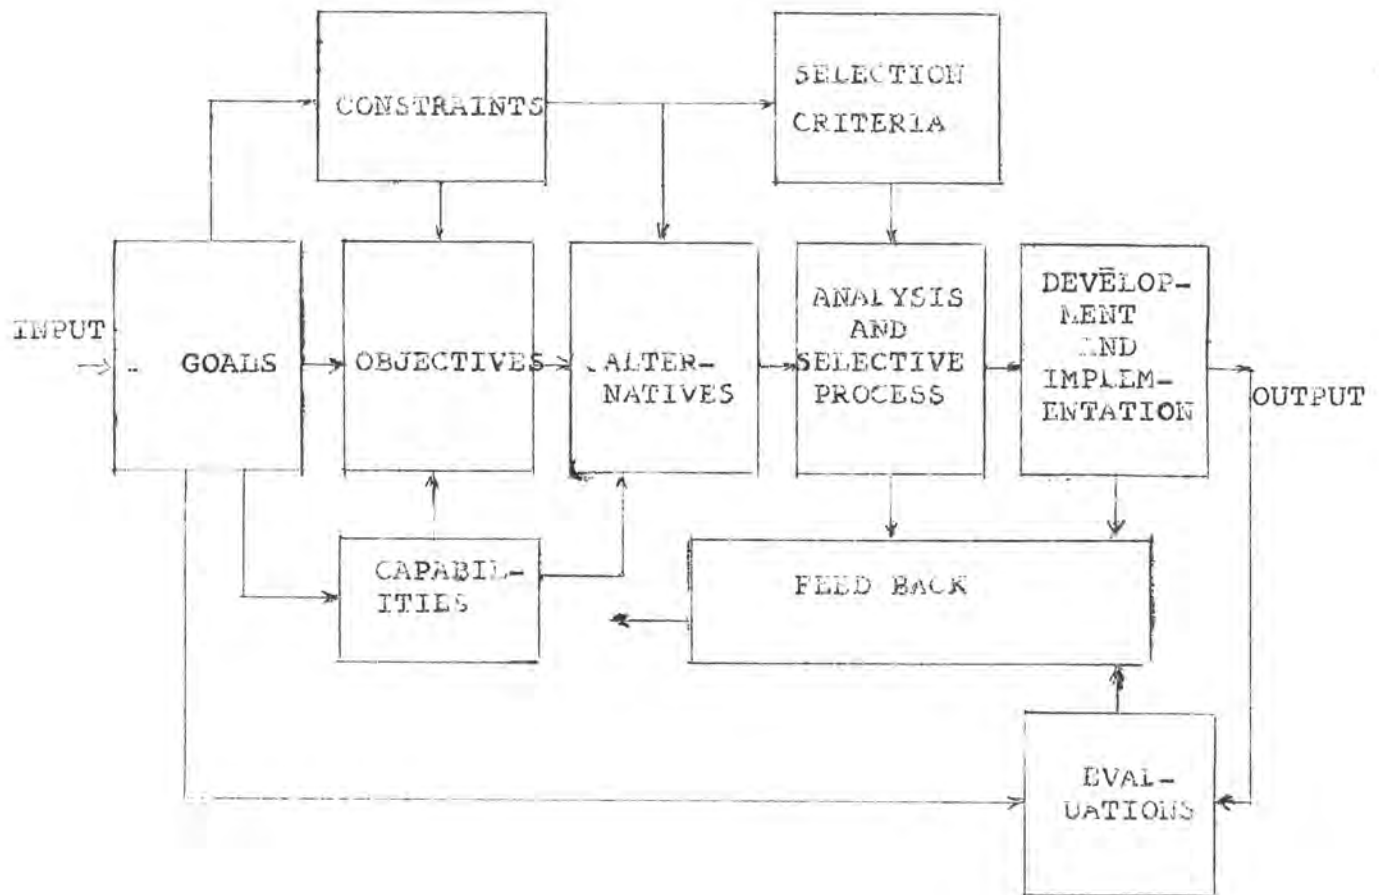 CONSTRAINTS
SELECTION
CRITERIA
INPUT
GOALS
OBJECTIVES
ALTER-
NATIVES
ANALYSIS
AND
SELECTIVE
PROCESS
DEVELOP-
MENT
AND
IMPLEM-
ENTATION
OUTPUT
CAPABIL-
ITIES
FEED BACK
EVAL-
UATIONS